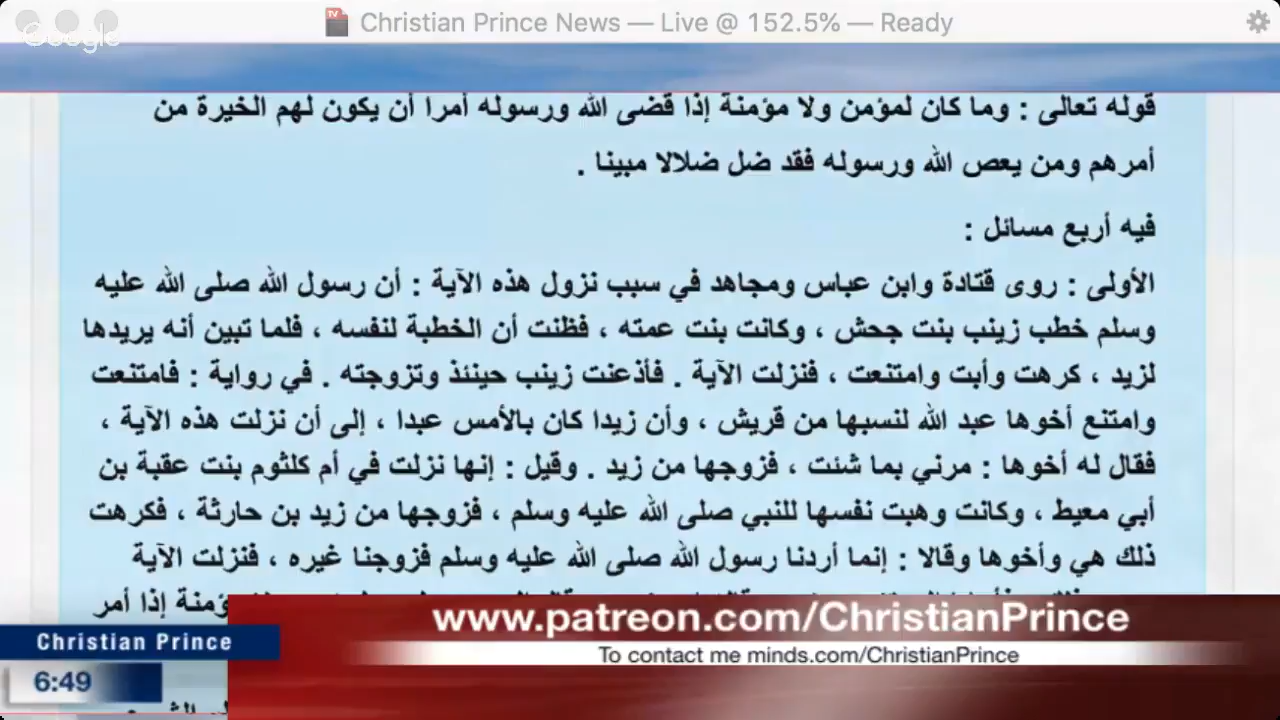 Christian Prince News — Live @ 152.5% — Ready
Google
قوله تعالى : وما كان لمؤمن ولا مؤمنة إذا قضى الله ورسوله أمرا أن يكون لهم الخيرة من
أمرهم ومن يعص الله ورسوله فقد ضل ضلالا مبينا .
فيه أربع مسائل :
الأولى : روى قتادة وابن عباس ومجاهد في سبب نزول هذه الآية : أن رسول الله صلى الله عليه
وسلم خطب زينب بنت جحش ، وكانت بنت عمته ، فظنت أن الخطبة لنفسه ، فلما تبين أنه يريدها
لزيد ، كرهت وأبت وامتنعت ، فنزلت الآية . فأذعنت زينب حينئذ وتزوجته . في رواية : فامتنعت
وامتنع أخوها عبد الله لنسبها من قريش ، وأن زيدا كان بالأمس عبدا ، إلى أن نزلت هذه الآية ،
فقال له أخوها : مرني بما شئت ، فزوجها من زيد . وقيل : إنها نزلت في أم كلثوم بنت عقبة بن
أبي معيط ، وكانت وهبت نفسها للنبي صلى الله عليه وسلم ، فزوجها من زيد بن حارثة ، فكرهت
ذلك هي وأخوها وقالا : إنما أردنا رسول الله صلى الله عليه وسلم فزوجنا غيره ، فنزلت الآية
إذا أمر
www.patreon.com/ChristianPrince
Christian Prince
To contact me minds.com/ChristianPrince
6:49